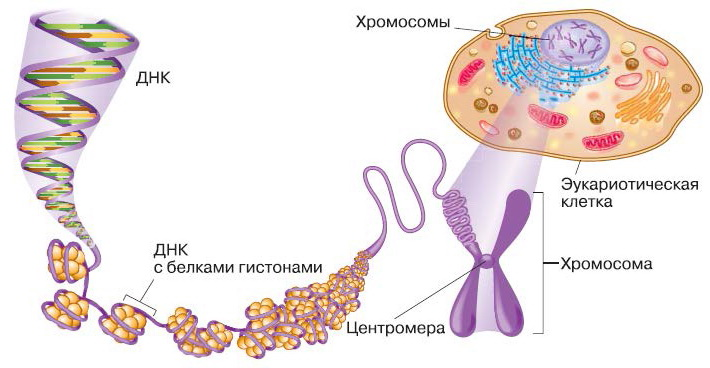 Хромосомы
ДНК
Эукариотическая
клетка
ДНК
с белками гистонами
Хромосома
Центромера